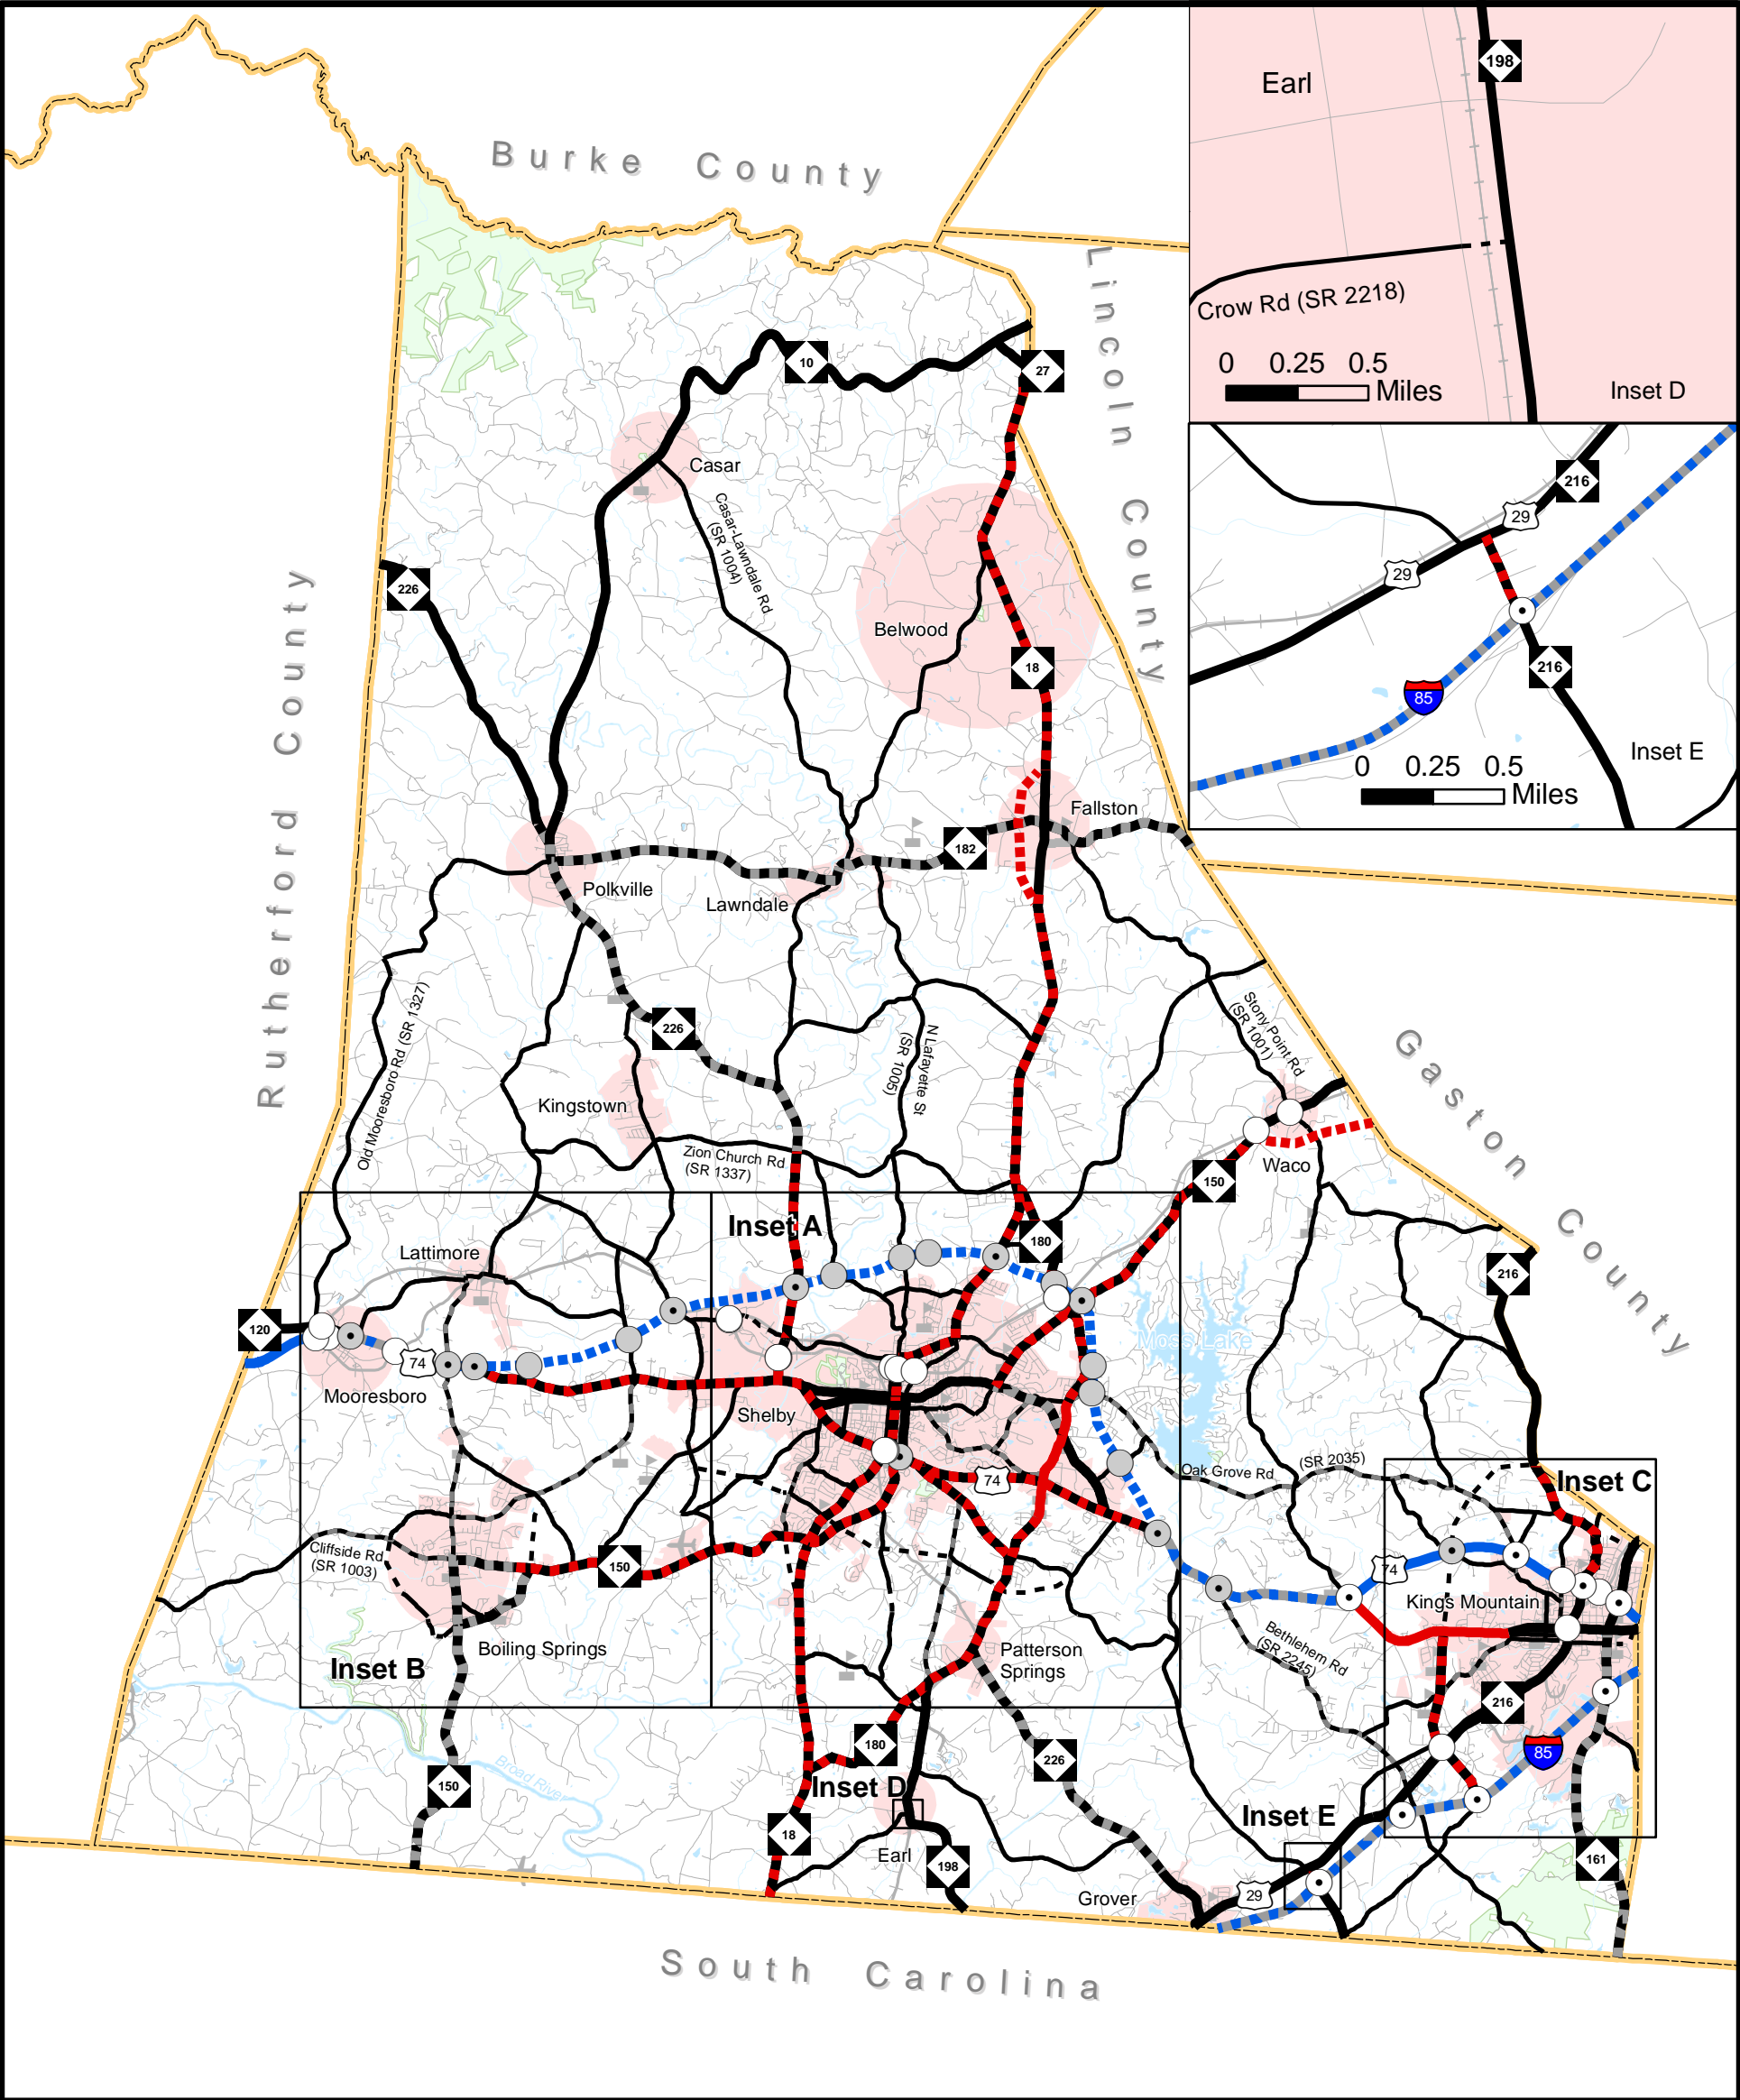 Burke County
198
Earl
Crow Rd (SR 2218)
0 0.25 0.5
Miles
Inset D
216
29
29
216
85
Inset E
0 0.25 0.5
Miles
Lincoln County
10
27
Casar
Casar-Lawndale Rd
(SR 1004)
226
Belwood
18
Rutherford County
Fallston
182
Polkville
Lawndale
Old Mooresboro Rd (SR 1327)
226
N Lafayette St
(SR 1005)
Stony Point Rd
(SR 1001)
Gaston County
Kingstown
Zion Church Rd
(SR 1337)
Waco
150
Inset A
180
Lattimore
216
120
74
Moss Lake
Mooresboro
Shelby
74
Oak Grove Rd
(SR 2035)
Inset C
Cliffside Rd
(SR 1003)
150
74
Kings Mountain
Boiling Springs
Patterson
Springs
Bethlehem Rd
(SR 2245)
Inset B
216
180
226
85
Broad River
150
Inset D
Inset E
18
Earl
198
161
Grover
29
South Carolina